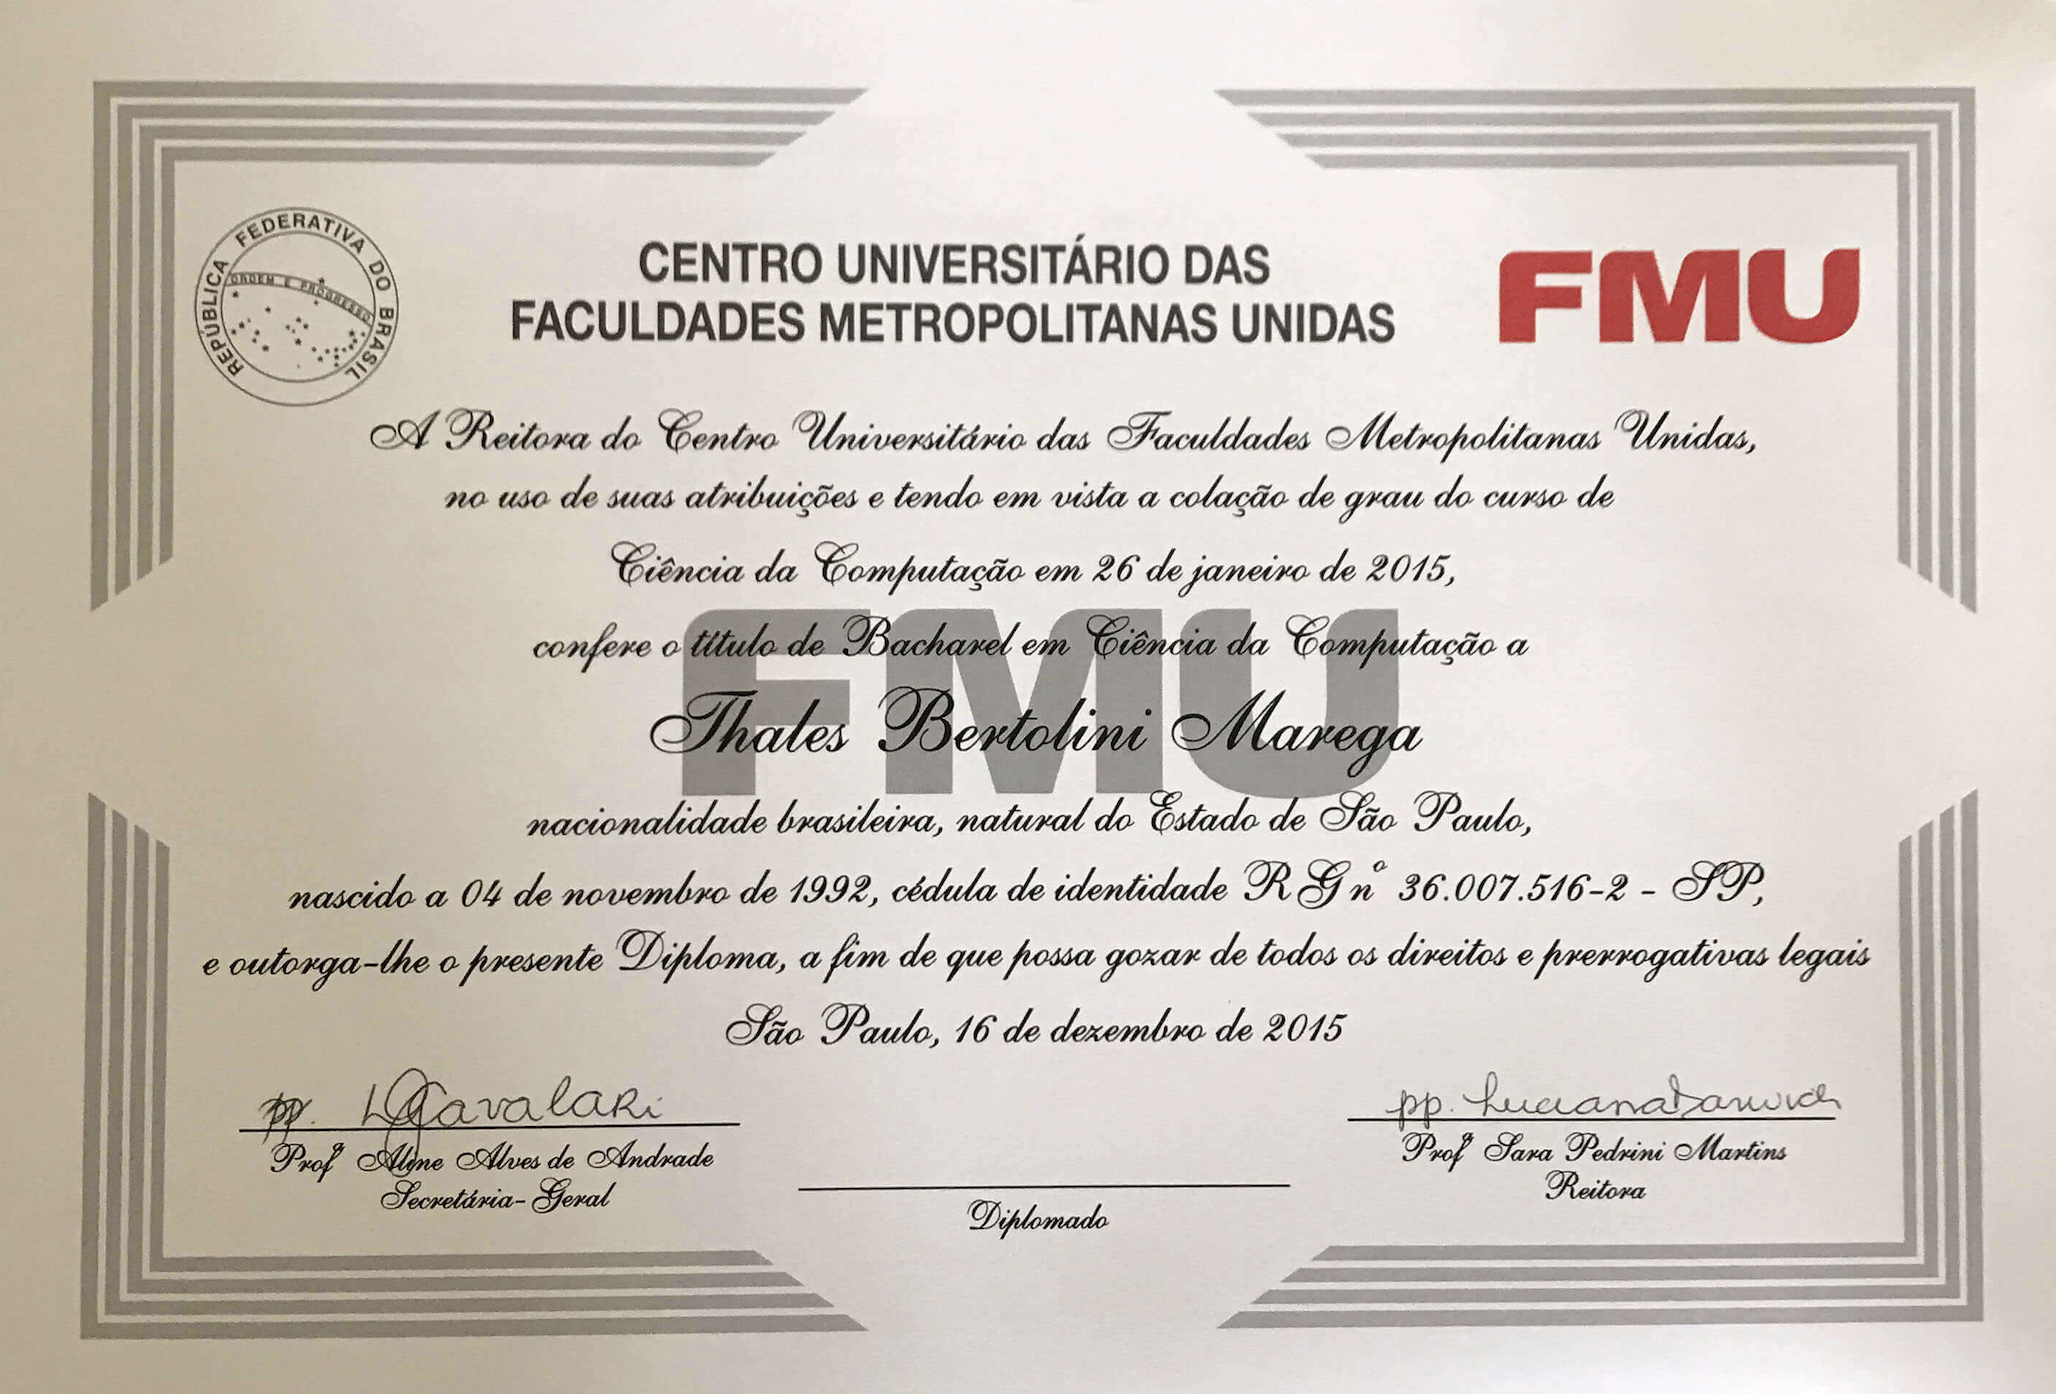 REPÚBLICA FEDERATIVA DO BRASIL
ORDEM E PROGRESSO
CENTRO UNIVERSITÁRIO DAS
FACULDADES METROPOLITANAS UNIDAS
FMU
A Reitora do Centro Universitário das Faculdades Metropolitanas Unidas,
no uso de suas atribuições e tendo em vista a colação de grau do curso de
Ciência da Computação em 26 de janeiro de 2015,
confere o título de Bacharel em Ciência da Computação a
FMU
Thales Bertolini Marega
nacionalidade brasileira, natural do Estado de São Paulo,
nascido a 04 de novembro de 1992, cédula de identidade RG nº 36.007.516-2 - SP,
e outorga-lhe o presente Diploma, a fim de que possa gozar de todos os direitos e prerrogativas legais
São Paulo, 16 de dezembro de 2015
pp.
Profª Aline Alves de Andrade
Secretária-Geral
Diplomado
pp. Luciana
Profª Sara Pedrini Martins
Reitora